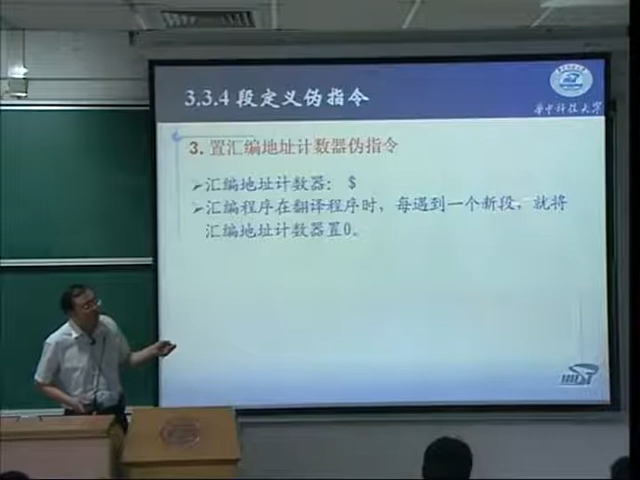 3.3.4 段定义伪指令
华中科技大学
3. 置汇编地址计数器伪指令
➢汇编地址计数器： $
➢汇编程序在翻译程序时，每遇到一个新段，就将
汇编地址计数器置0。